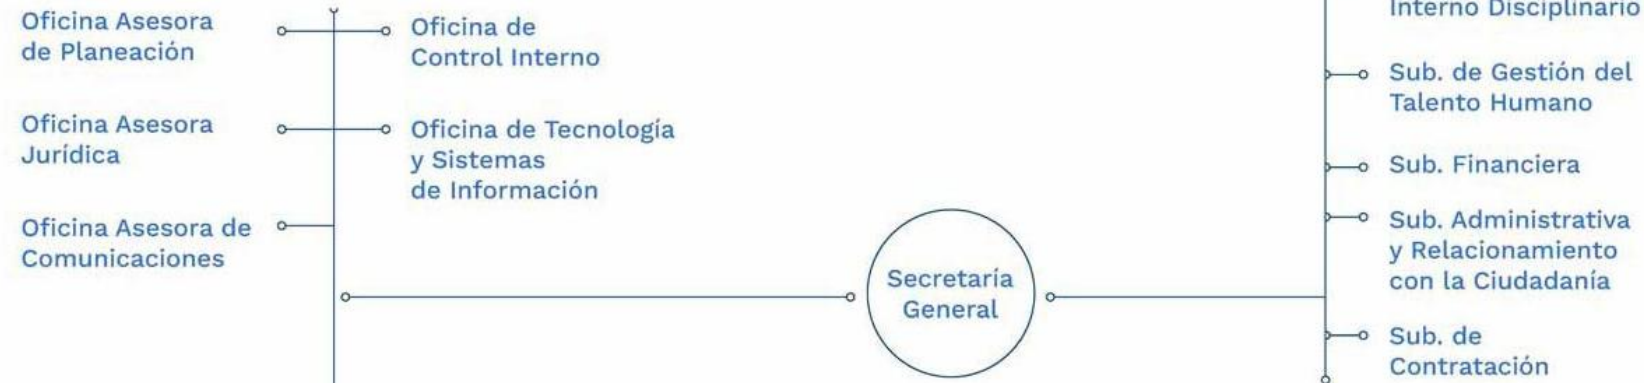 Oficina Asesora
de Planeación
Oficina de
Control Interno
Oficina Asesora
Jurídica
Oficina de Tecnología
y Sistemas
de Información
Oficina Asesora de
Comunicaciones
Secretaría
General
Interno Disciplinario
Sub. de Gestión del
Talento Humano
Sub. Financiera
Sub. Administrativa
y Relacionamiento
con la Ciudadanía
Sub. de
Contratación